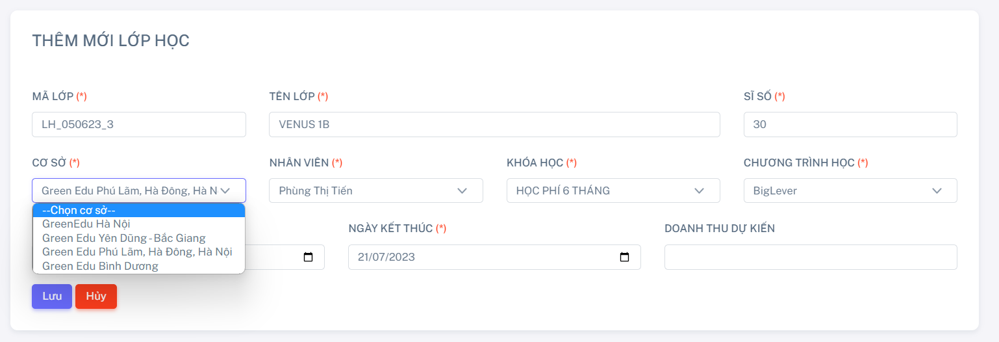 THÊM MỚI LỚP HỌC
MÃ LỚP (*)
TÊN LỚP (*)
SĨ SỐ (*)
LH_050623_3
VENUS 1B
30
CƠ SỞ (*)
NHÂN VIÊN (*)
KHÓA HỌC (*)
CHƯƠNG TRÌNH HỌC (*)
Green Edu Phú Lãm, Hà Đông, Hà N
Phùng Thị Tiến
HỌC PHÍ 6 THÁNG
BigLever
--Chọn cơ sở--
GreenEdu Hà Nội
Green Edu Yên Dũng - Bắc Giang
Green Edu Phú Lãm, Hà Đông, Hà Nội
Green Edu Bình Dương
NGÀY KẾT THÚC (*)
DOANH THU DỰ KIẾN
21/07/2023
Lưu
Hủy